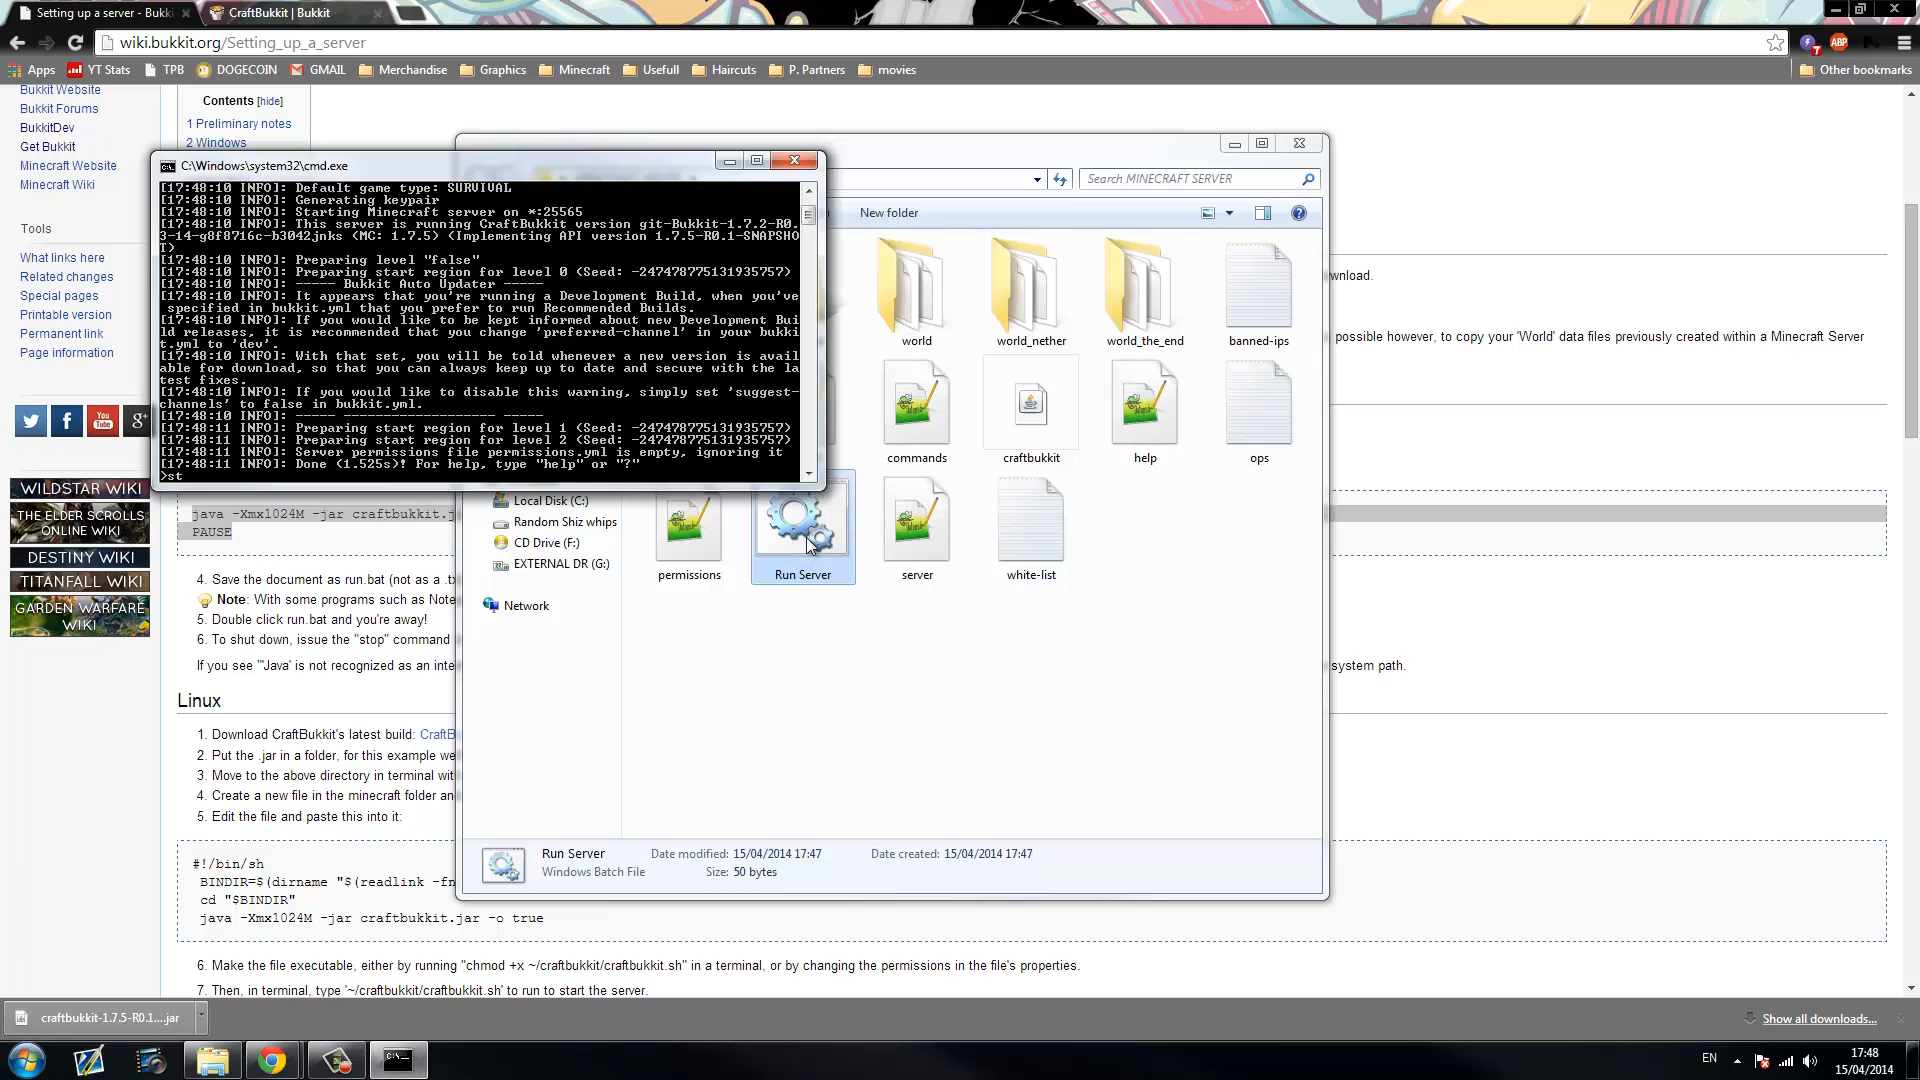 Setting up a server - Bukki
CraftBukkit | Bukkit
wiki.bukkit.org/Setting_up_a_server
Apps
YT Stats
TPB
DOGECOIN
GMAIL
Merchandise
Graphics
Minecraft
Usefull
Haircuts
P. Partners
movies
Other bookmarks
7
ABP
Bukkit Website
Bukkit Forums
BukkitDev
Get Bukkit
Minecraft Website
Minecraft Wiki
Tools
What links here
Related changes
Special pages
Printable version
Permanent link
Page information
You
Tube
g+
WILDSTAR WIKI
THE ELDER SCROLLS
ONLINE WIKI
DESTINY WIKI
TITANFALL WIKI
GARDEN WARFARE
WIKI
Contents [hide]
1 Preliminary notes
2 Windows
C:\Windows\system32\cmd.exe
[17:48:10 INFO]: Default game type: SURVIVAL
[17:48:10 INFO]: Generating keypair
[17:48:10 INFO]: Starting Minecraft server on *:25565
[17:48:10 INFO]: This server is running CraftBukkit version git-Bukkit-1.7.2-R0.
3-14-g8f8716c-b3042jnks (MC: 1.7.5) (Implementing API version 1.7.5-R0.1-SNAPSHO
T)
[17:48:10 INFO]: Preparing level "false"
[17:48:10 INFO]: Preparing start region for level 0 (Seed: -2474787775131935757)
[17:48:10 INFO]: ----- Bukkit Auto Updater -----
[17:48:10 INFO]: It appears that you're running a Development Build, when you've
specified in bukkit.yml that you prefer to run Recommended Builds.
[17:48:10 INFO]: If you would like to be kept informed about new Development Bui
ld releases, it is recommended that you change 'preferred-channel' in your bukki
t.yml to 'dev'.
[17:48:10 INFO]: With that set, you will be told whenever a new version is avail
able for download, so that you can always keep up to date and secure with the la
test fixes.
[17:48:10 INFO]: If you would like to disable this warning, simply set 'suggest-
channels' to false in bukkit.yml.
[17:48:10 INFO]: ----- -------------------- -----
[17:48:11 INFO]: Preparing start region for level 1 (Seed: -2474787775131935757)
[17:48:11 INFO]: Preparing start region for level 2 (Seed: -2474787775131935757)
[17:48:11 INFO]: Server permissions file permissions.yml is empty, ignoring it
[17:48:11 INFO]: Done (1.525s)! For help, type "help" or "?"
>st
Search MINECRAFT SERVER
New folder
world
world_nether
world_the_end
banned-ips
commands
craftbukkit
help
ops
permissions
Run Server
server
white-list
Local Disk (C:)
Random Shiz whips
CD Drive (F:)
EXTERNAL DR (G:)
Network
Run Server
Date modified: 15/04/2014 17:47
Date created: 15/04/2014 17:47
Windows Batch File
Size: 50 bytes
wnload.
possible however, to copy your 'World' data files previously created within a Minecraft Server
java -Xmx1024M -jar craftbukkit.j
PAUSE
4. Save the document as run.bat (not as a .tx
Note: With some programs such as Note
5. Double click run.bat and you're away!
6. To shut down, issue the "stop" command
If you see "'Java' is not recognized as an inte
system path.
Linux
1. Download CraftBukkit's latest build: CraftB
2. Put the .jar in a folder, for this example we
3. Move to the above directory in terminal wit
4. Create a new file in the minecraft folder an
5. Edit the file and paste this into it:
#!/bin/sh
BINDIR=$(dirname "$(readlink -fn
cd "$BINDIR"
java -Xmx1024M -jar craftbukkit.jar -o true
6. Make the file executable, either by running "chmod +x ~/craftbukkit/craftbukkit.sh" in a terminal, or by changing the permissions in the file's properties.
7. Then, in terminal, type '~/craftbukkit/craftbukkit.sh' to run to start the server.
craftbukkit-1.7.5-R0.1....jar
Show all downloads...
EN
17:48
15/04/2014